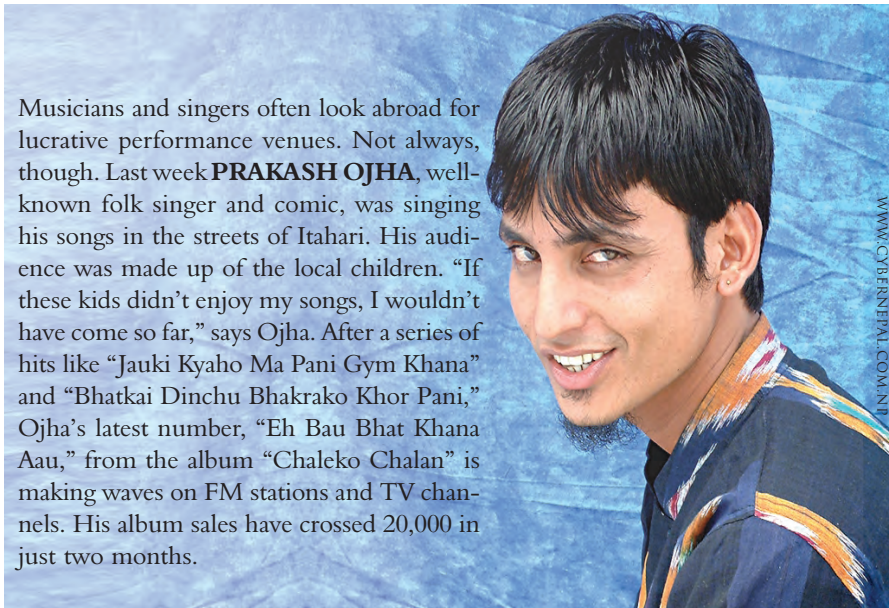 Musicians and singers often look abroad for
lucrative performance venues. Not always,
though. Last week PRAKASH OJHA, well-
known folk singer and comic, was singing
his songs in the streets of Itahari. His audi-
ence was made up of the local children. “If
these kids didn’t enjoy my songs, I wouldn’t
have come so far,” says Ojha. After a series of
hits like “Jauki Kyaho Ma Pani Gym Khana”
and “Bhatkai Dinchu Bhakrako Khor Pani,”
Ojha’s latest number, “Eh Bau Bhat Khana
Aau,” from the album “Chaleko Chalan” is
making waves on FM stations and TV chan-
nels. His album sales have crossed 20,000 in
just two months.
WWW.CYBERNEPAL.COM.NP